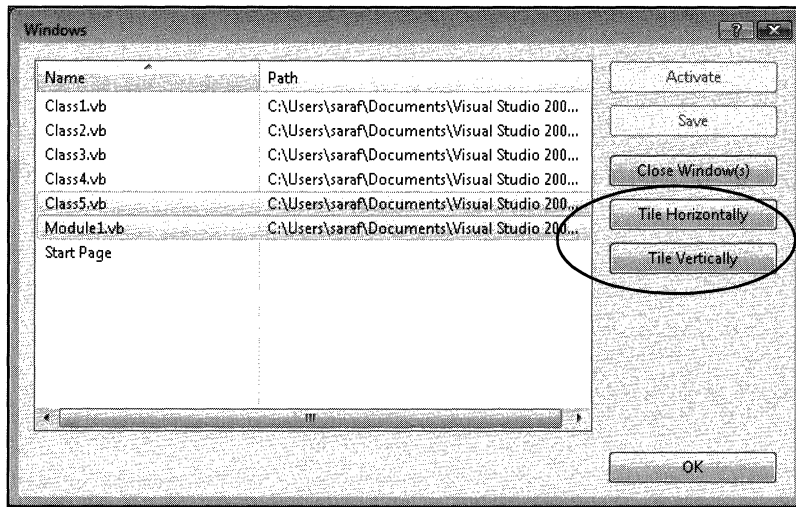 Windows
Name Path
Class1.vb C:\Users\saraf\Documents\Visual Studio 200...
Class2.vb C:\Users\saraf\Documents\Visual Studio 200...
Class3.vb C:\Users\saraf\Documents\Visual Studio 200...
Class4.vb C:\Users\saraf\Documents\Visual Studio 200...
Class5.vb C:\Users\saraf\Documents\Visual Studio 200...
Module1.vb C:\Users\saraf\Documents\Visual Studio 200...
Start Page
Activate
Save
Close Window(s)
Tile Horizontally
Tile Vertically
OK